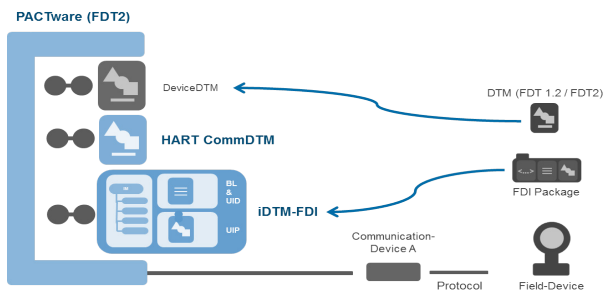 PACTware (FDT2)
DeviceDTM
DTM (FDT 1.2 / FDT2)
HART CommDTM
<...>
FDI Package
BL
&
UID
iDTM-FDI
UIP
Communication-
Device A
Protocol
Field-Device